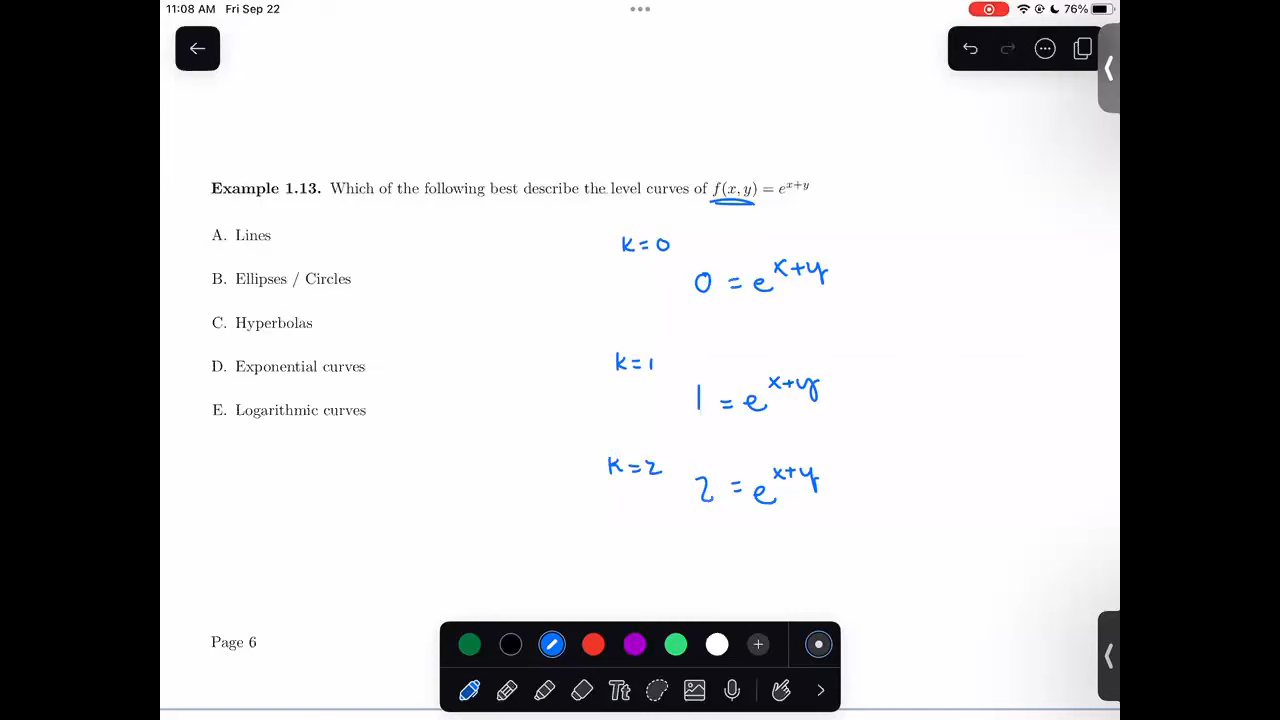 11:08 AM Fri Sep 22
76%
Example 1.13. Which of the following best describe the level curves of f(x, y) = e^{x+y}
A. Lines
B. Ellipses / Circles
C. Hyperbolas
D. Exponential curves
E. Logarithmic curves
K = 0
0 = e^{x+y}
K = 1
1 = e^{x+y}
K = 2
2 = e^{x+y}
Page 6
Tt